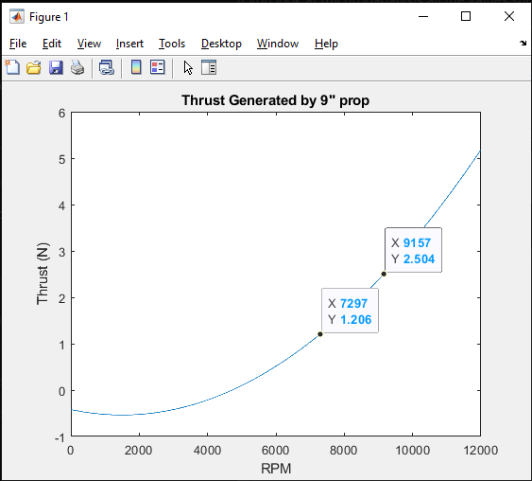 Figure 1
File Edit View Insert Tools Desktop Window Help
Thrust Generated by 9" prop
6
5
4
3
2
1
0
-1
Thrust (N)
X 9157
Y 2.504
X 7297
Y 1.206
0 2000 4000 6000 8000 10000 12000
RPM